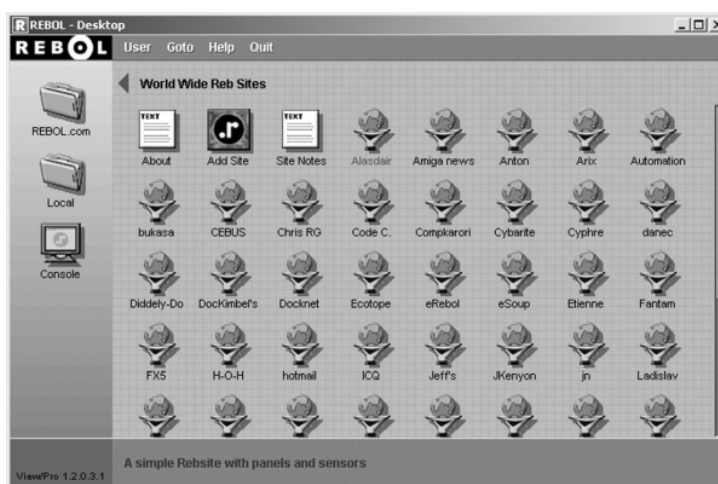 REBOL - Desktop
REBOL User Goto Help Quit
World Wide Reb Sites
REBOL.com
Local
Console
TEXT TEXT
About Add Site Site Notes Alasdair Amiga news Anton Arix Automation
bukasa CEBUS Chris RG Code C. Compkarori Cybarite Cyphre danec
Diddely-Do DocKimbel's Docknet Ecotope eRebol eSoup Etienne Fantam
FX5 H-O-H hotmail ICQ Jeff's JKenyon jn Ladislav
A simple Rebsite with panels and sensors
View/Pro 1.2.0.3.1